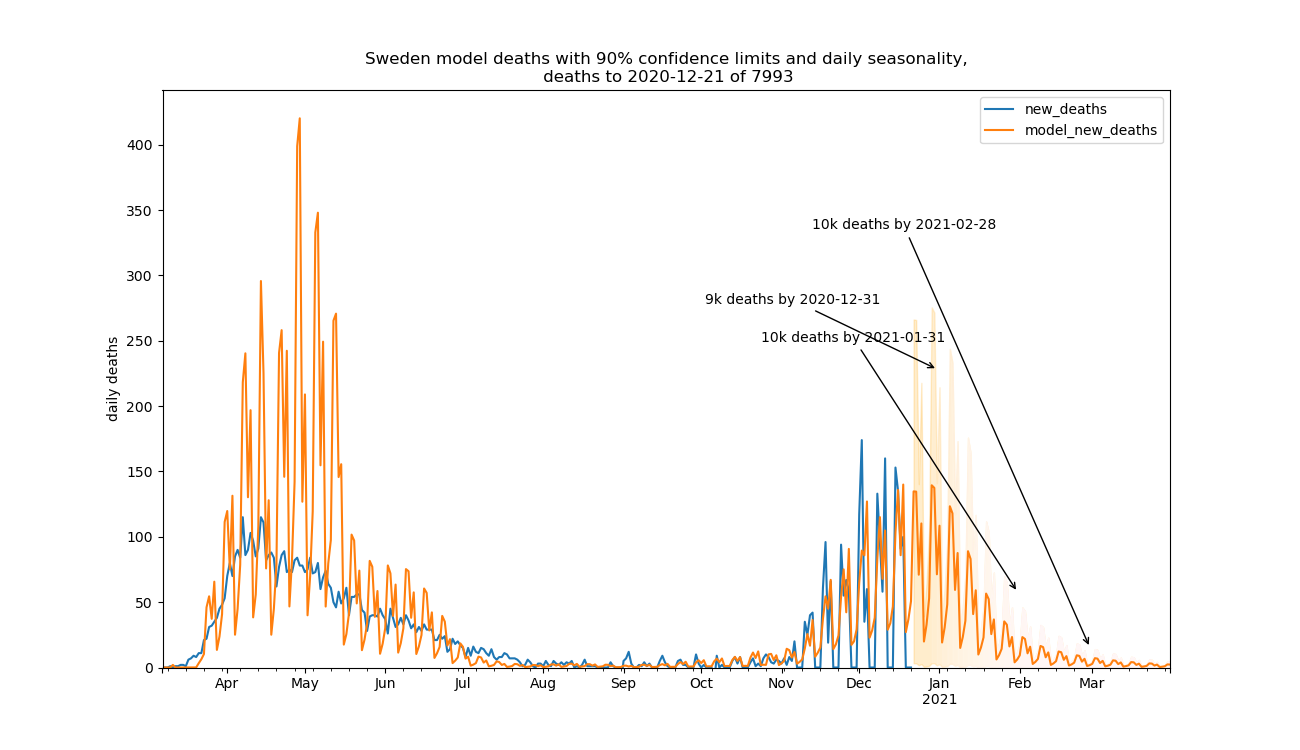 Sweden model deaths with 90% confidence limits and daily seasonality,
deaths to 2020-12-21 of 7993
new_deaths
model_new_deaths
400
350
300
250
200
150
100
50
0
daily deaths
10k deaths by 2021-02-28
9k deaths by 2020-12-31
10k deaths by 2021-01-31
Apr May Jun Jul Aug Sep Oct Nov Dec Jan Feb Mar
2021